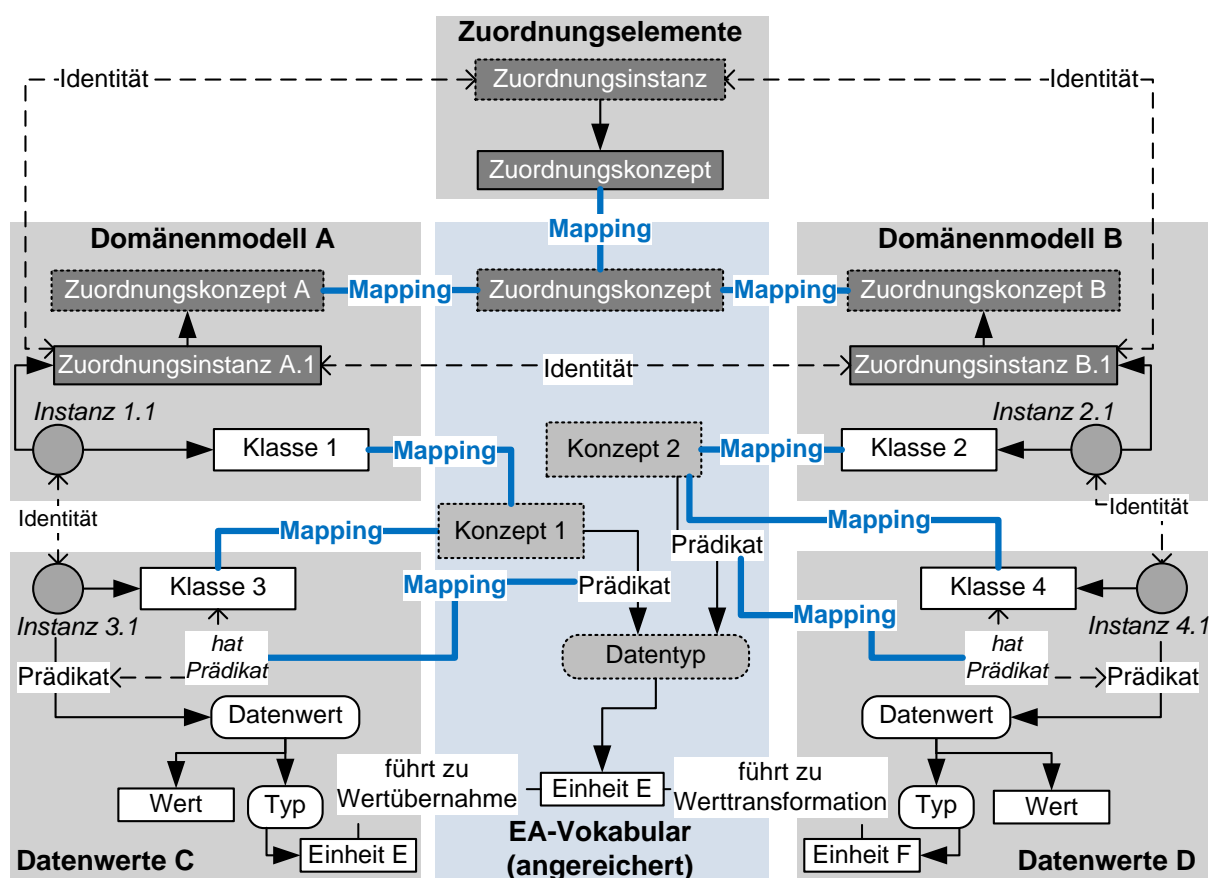 Zuordnungselemente
Identität
Zuordnungsinstanz
Identität
Zuordnungskonzept
Mapping
Domänenmodell A
Domänenmodell B
Zuordnungskonzept A
Mapping
Zuordnungskonzept
Mapping
Zuordnungskonzept B
Zuordnungsinstanz A.1
Identität
Zuordnungsinstanz B.1
Instanz 1.1
Instanz 2.1
Klasse 1
Mapping
Konzept 2
Mapping
Klasse 2
Identität
Identität
Mapping
Konzept 1
Mapping
Prädikat
Klasse 3
Mapping
Prädikat
Klasse 4
Instanz 3.1
Instanz 4.1
hat
Prädikat
hat
Prädikat
Prädikat
Prädikat
Datentyp
Datenwert
Datenwert
führt zu
Wertübernahme
Einheit E
führt zu
Werttransformation
Wert
Typ
Typ
Wert
Einheit E
Einheit F
EA-Vokabular
(angereichert)
Datenwerte C
Datenwerte D